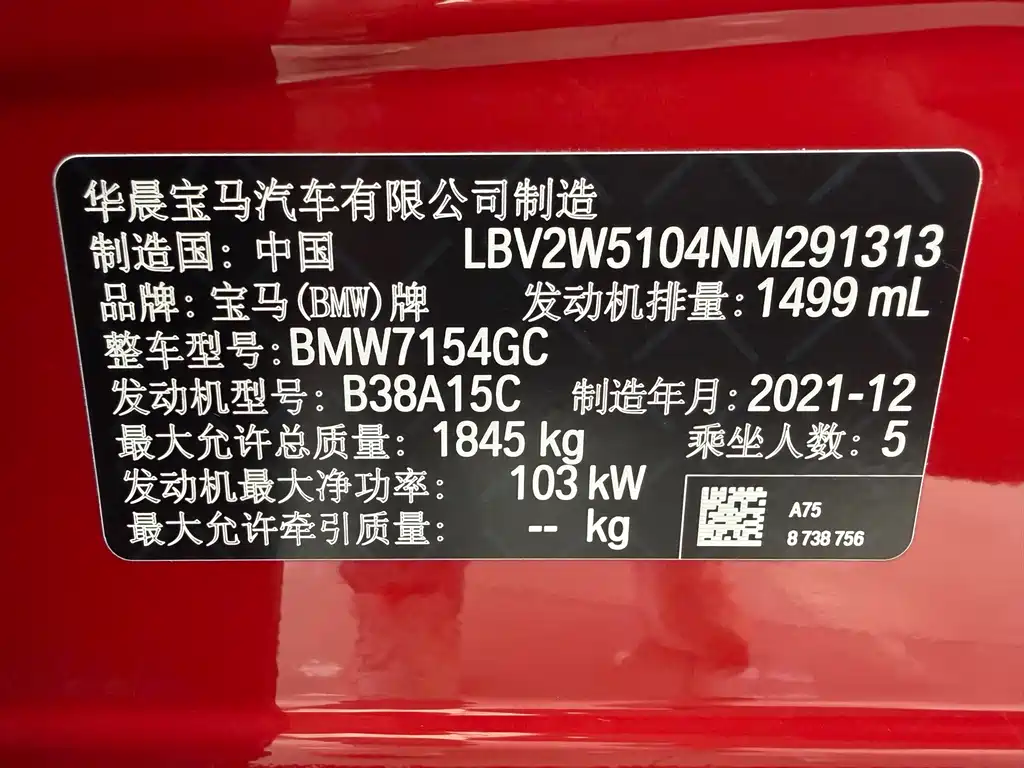 华晨宝马汽车有限公司制造
制造国：中国 LBV2W5104NM291313
品牌：宝马(BMW)牌 发动机排量：1499 mL
整车型号：BMW7154GC
发动机型号：B38A15C 制造年月：2021-12
最大允许总质量：1845 kg 乘坐人数：5
发动机最大净功率：103 kW
最大允许牵引质量：-- kg
A75
8 738 756